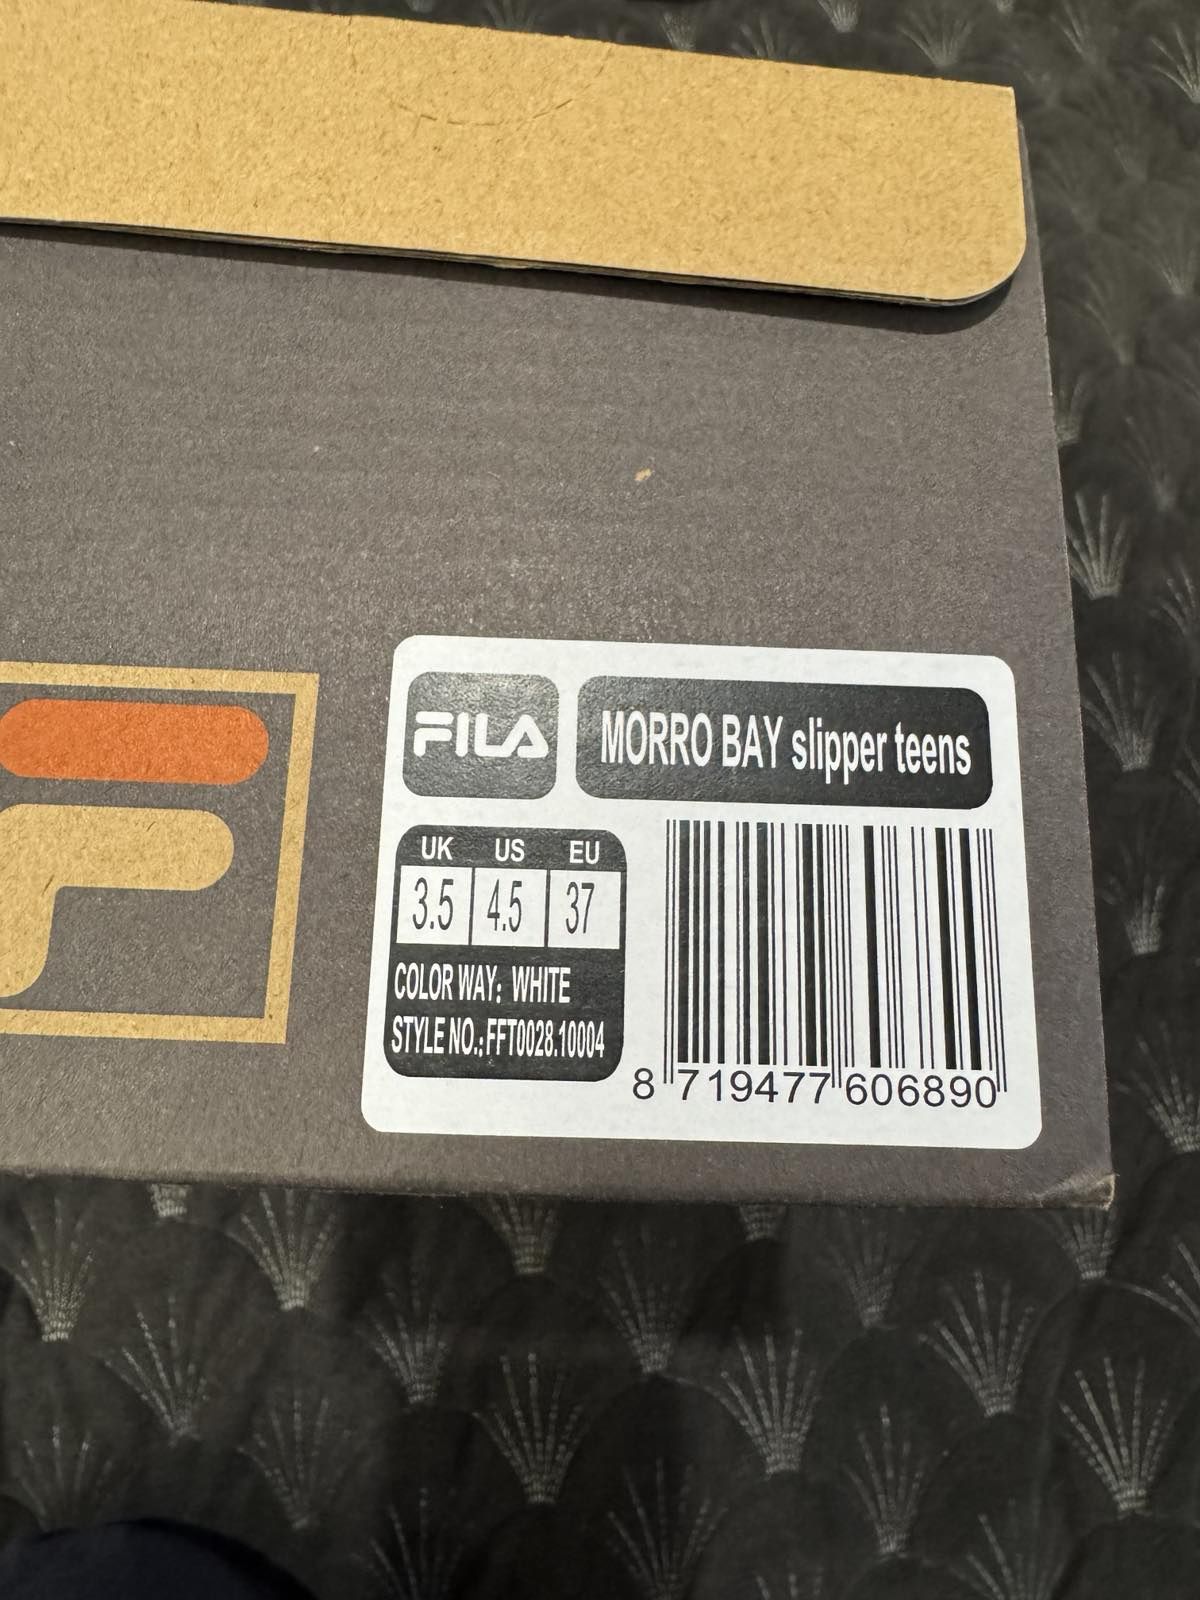 FILA
MORRO BAY slipper teens
UK US EU
3.5 4.5 37
COLOR WAY: WHITE
STYLE NO.:FFT0028.10004
8 719477 606890